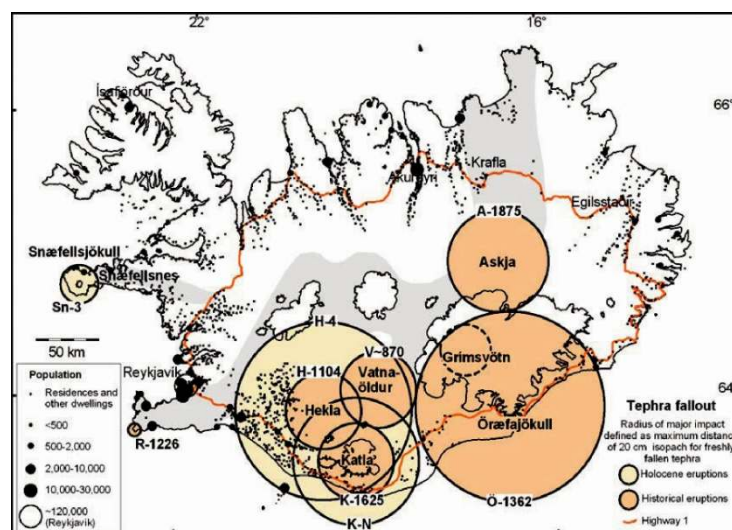 22°
16°
66°
Ísafjörður
Krafla
Akureyri
Egilsstaðir
A-1875
Askja
Snæfellsjökull
Snæfellsnes
Sn-3
50 km
H-4
V~870
Vatna-
öldur
H-1104
Hekla
Grimsvötn
Reykjavik
64°
Öræfajökull
Katla
R-1226
K-1625
K-N
Ö-1362
Population
Residences and
other dwellings
<500
500-2,000
2,000-10,000
10,000-30,000
~120,000
(Reykjavik)
Tephra fallout
Radius of major impact
defined as maximum distance
of 20 cm isopach for freshly
fallen tephra
Holocene eruptions
Historical eruptions
Highway 1